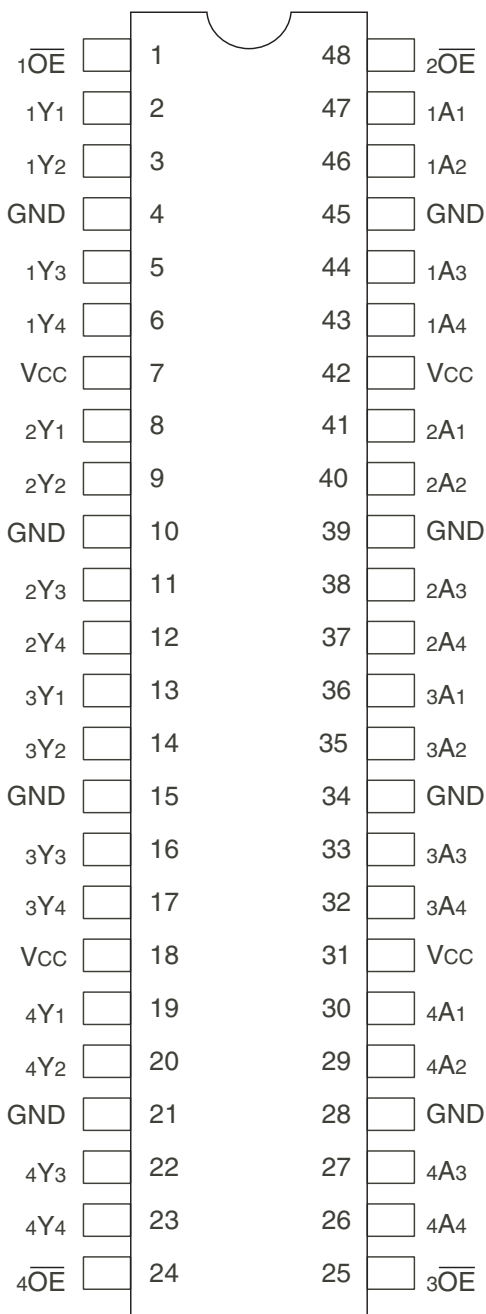 1O̅E̅ 1 48 2O̅E̅
1Y1 2 47 1A1
1Y2 3 46 1A2
GND 4 45 GND
1Y3 5 44 1A3
1Y4 6 43 1A4
VCC 7 42 VCC
2Y1 8 41 2A1
2Y2 9 40 2A2
GND 10 39 GND
2Y3 11 38 2A3
2Y4 12 37 2A4
3Y1 13 36 3A1
3Y2 14 35 3A2
GND 15 34 GND
3Y3 16 33 3A3
3Y4 17 32 3A4
VCC 18 31 VCC
4Y1 19 30 4A1
4Y2 20 29 4A2
GND 21 28 GND
4Y3 22 27 4A3
4Y4 23 26 4A4
4O̅E̅ 24 25 3O̅E̅